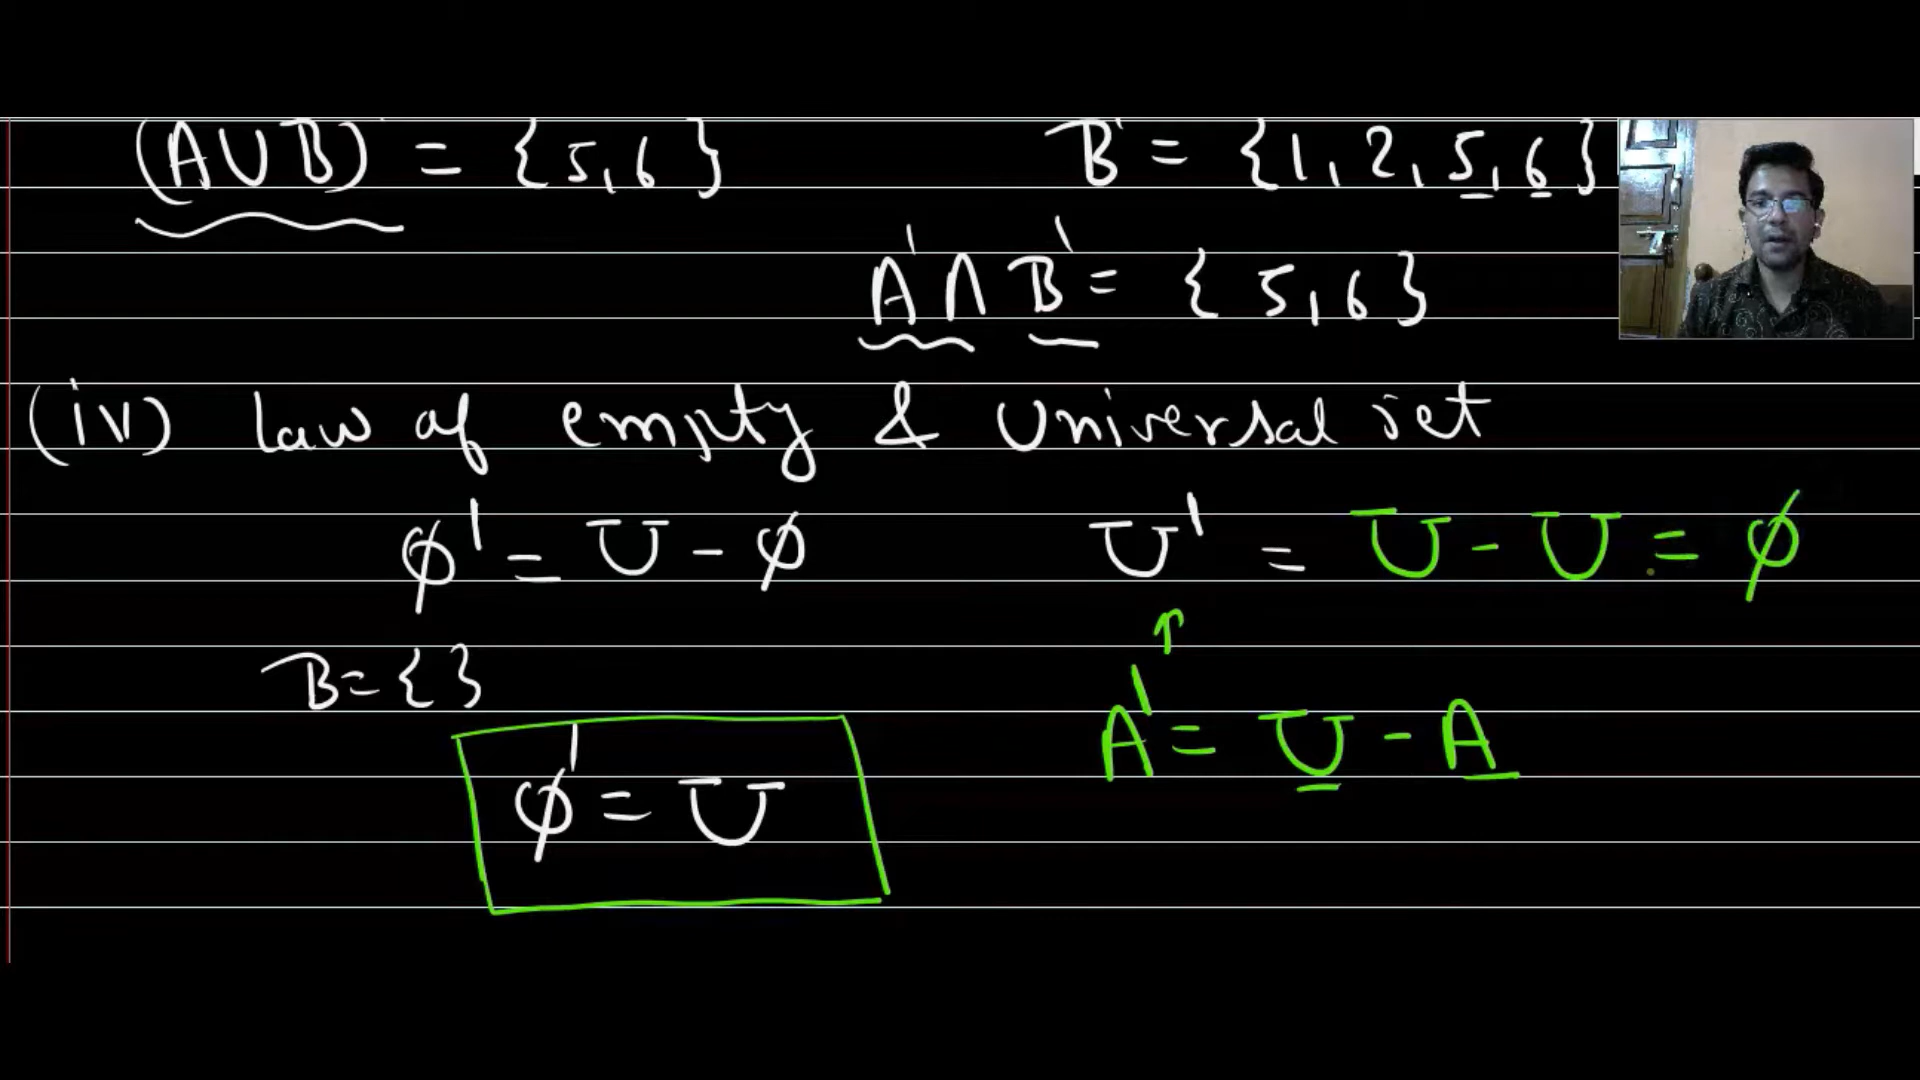 (A∪B)' = {5,6}
B' = {1,2,5,6}
A'∩B' = {5,6}
(iv) Law of empty & Universal set
φ' = U - φ
U' = U - U = φ
B = { }
A' = U - A
φ' = U